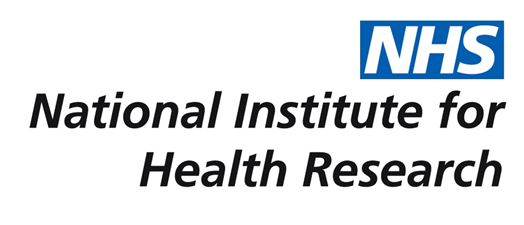 NHS
National Institute for
Health Research